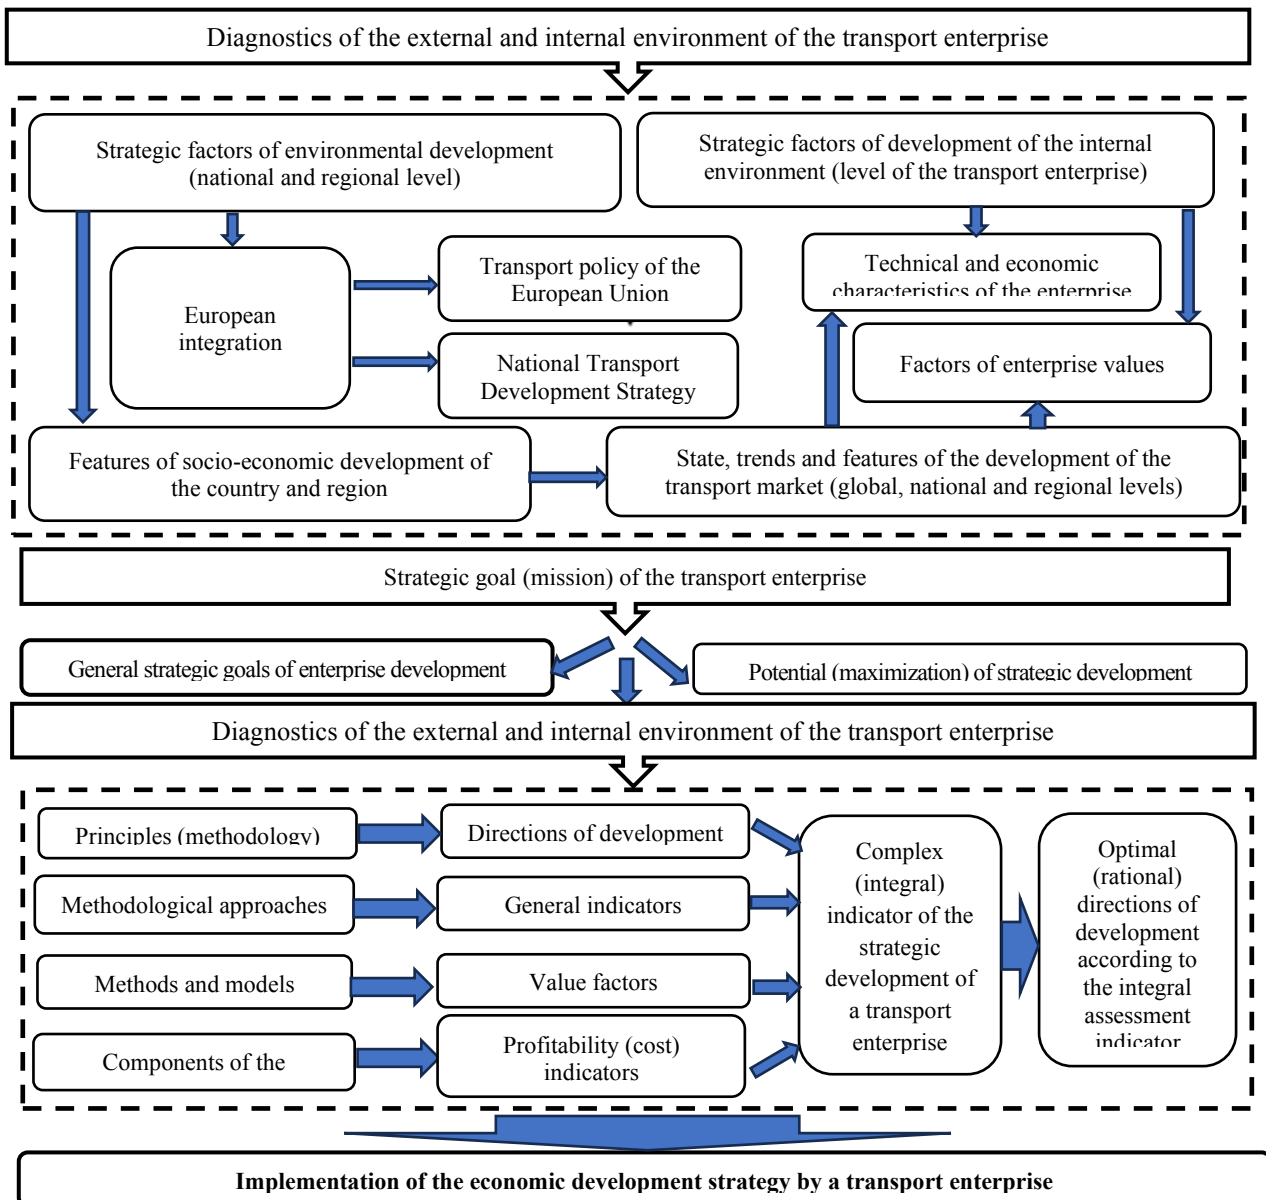 Diagnostics of the external and internal environment of the transport enterprise
Strategic factors of environmental development
(national and regional level)
Strategic factors of development of the internal
environment (level of the transport enterprise)
European
integration
Transport policy of the
European Union
National Transport
Development Strategy
Technical and economic
characteristics of the enterprise
Factors of enterprise values
Features of socio-economic development of
the country and region
State, trends and features of the development of the
transport market (global, national and regional levels)
Strategic goal (mission) of the transport enterprise
General strategic goals of enterprise development
Potential (maximization) of strategic development
Diagnostics of the external and internal environment of the transport enterprise
Principles (methodology)
Directions of development
Methodological approaches
General indicators
Methods and models
Value factors
Components of the
Profitability (cost)
indicators
Complex
(integral)
indicator of the
strategic
development of
a transport
enterprise
Optimal
(rational)
directions of
development
according to
the integral
assessment
indicator
Implementation of the economic development strategy by a transport enterprise